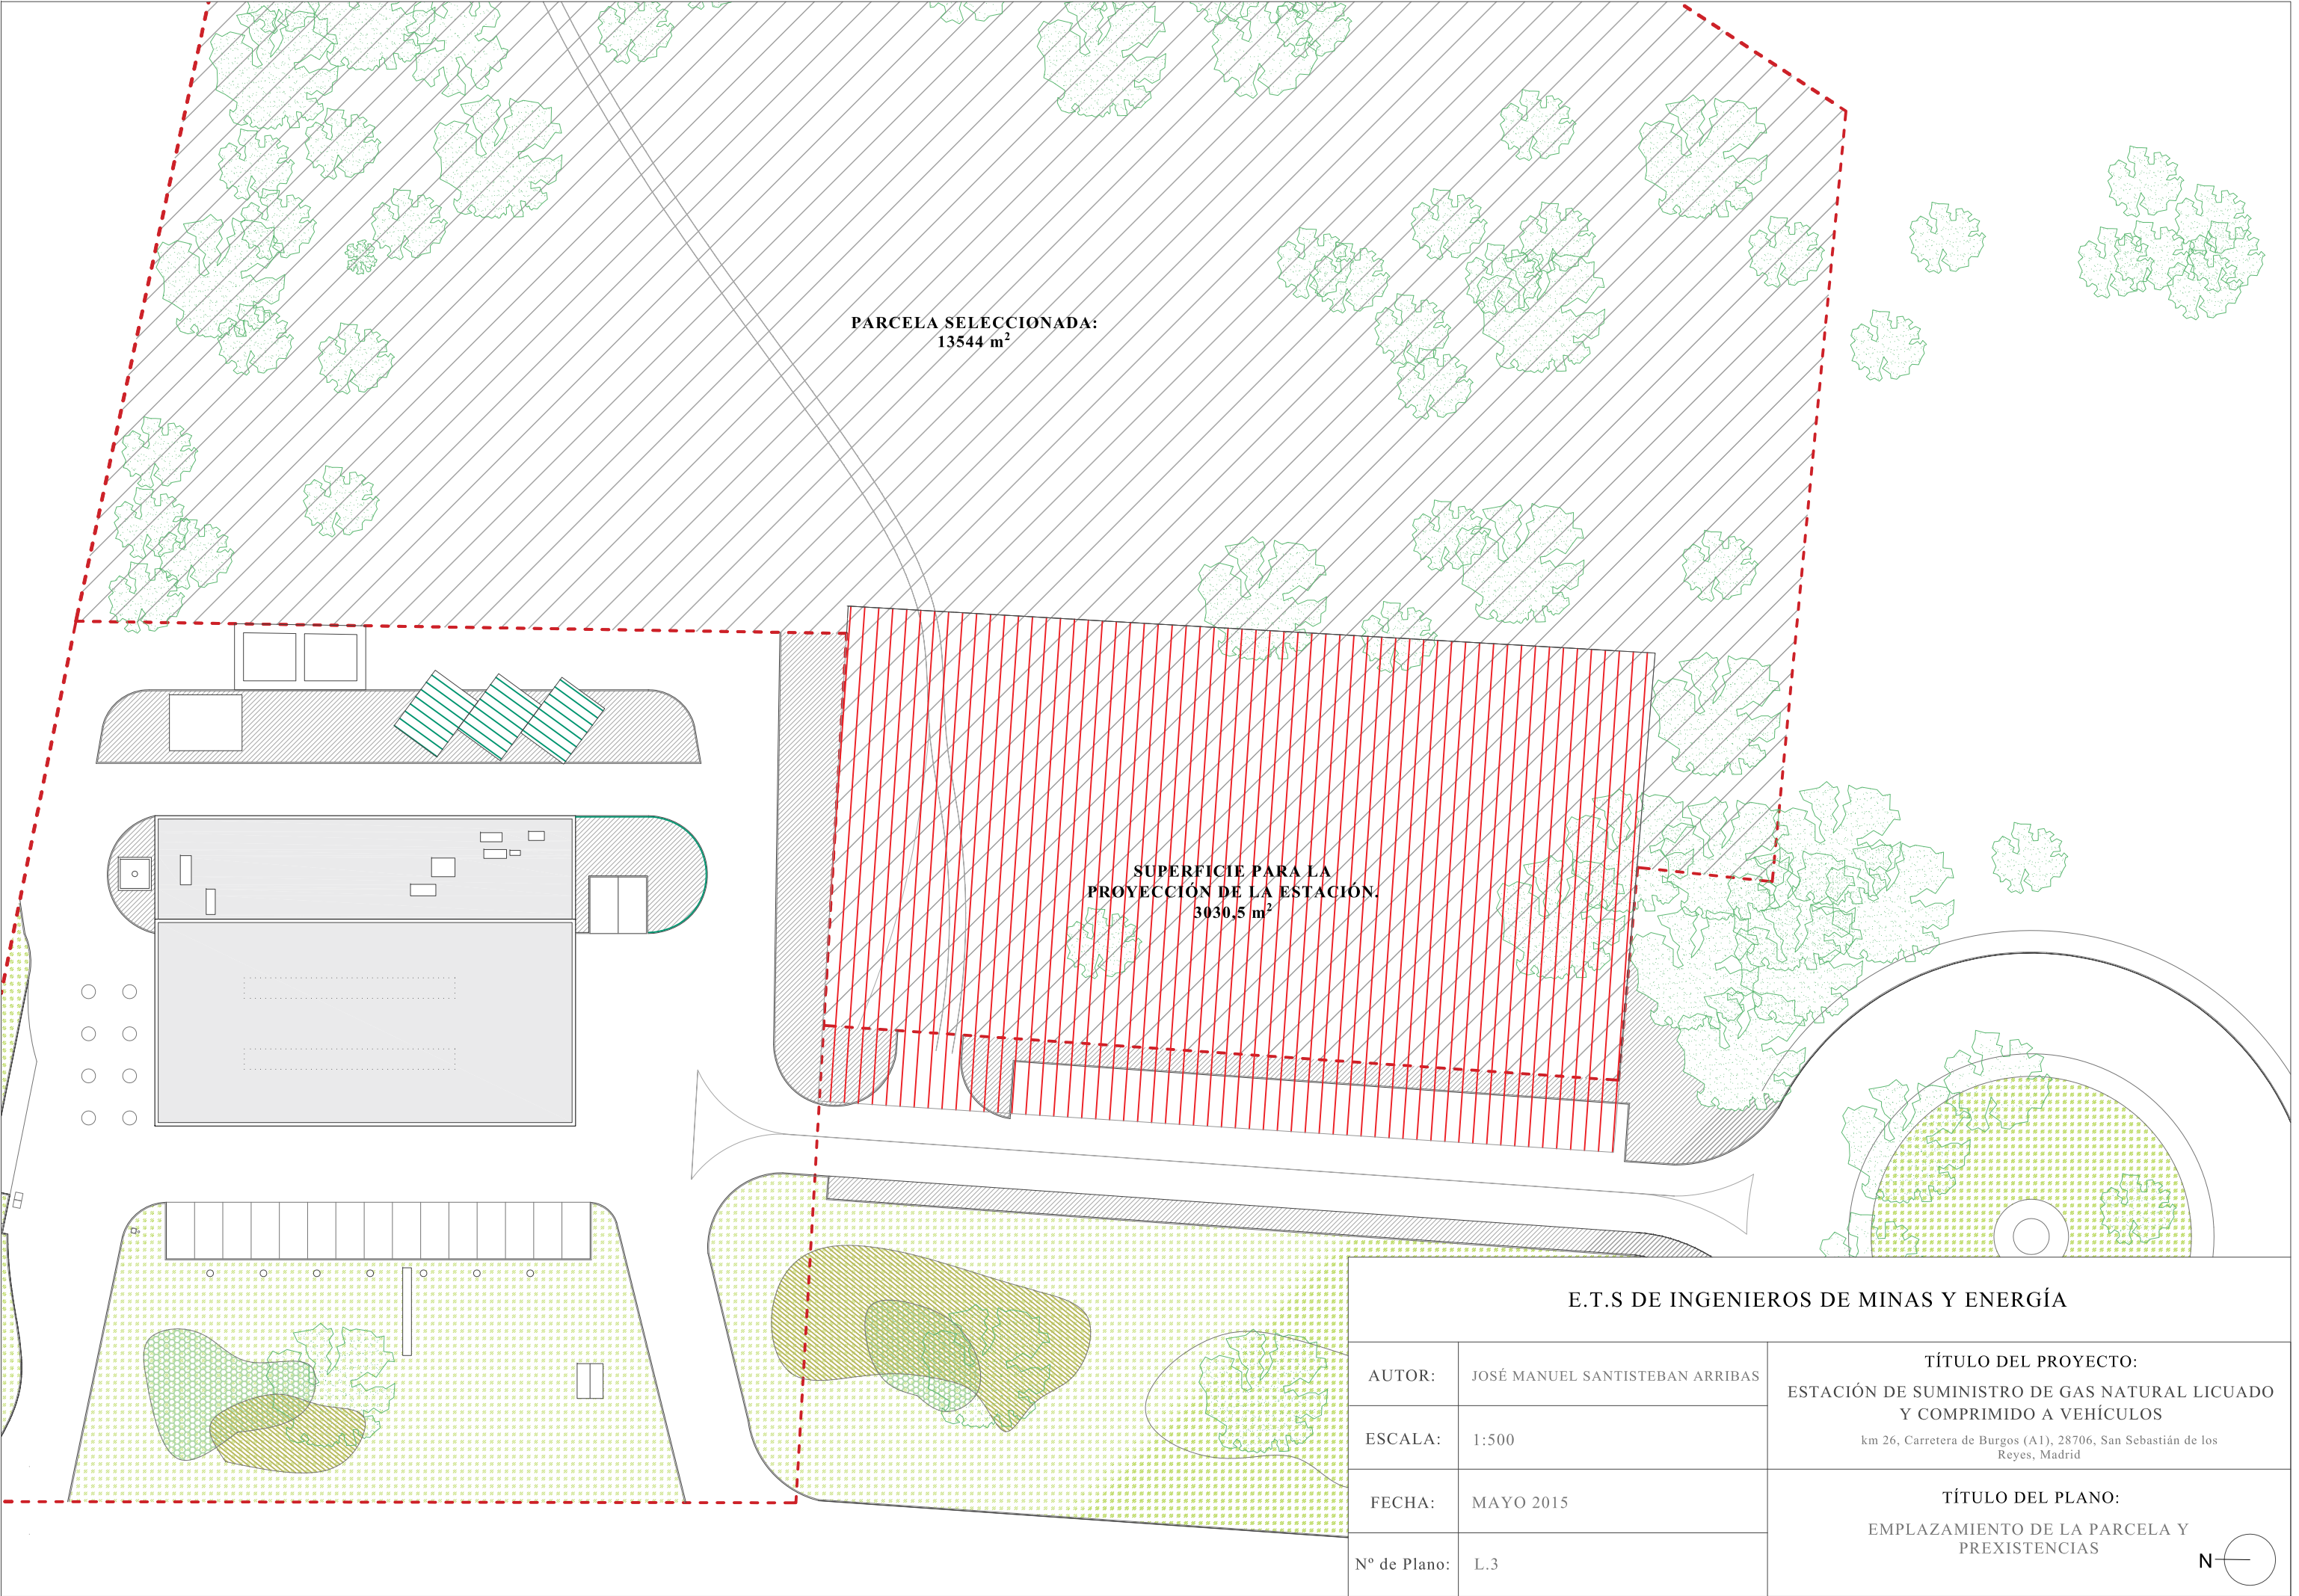 PARCELA SELECCIONADA:
13544 m²
SUPERFICIE PARA LA
PROYECCIÓN DE LA ESTACIÓN.
3030,5 m²
E.T.S DE INGENIEROS DE MINAS Y ENERGÍA
AUTOR: JOSÉ MANUEL SANTISTEBAN ARRIBAS
ESCALA: 1:500
FECHA: MAYO 2015
Nº de Plano: L.3
TÍTULO DEL PROYECTO:
ESTACIÓN DE SUMINISTRO DE GAS NATURAL LICUADO
Y COMPRIMIDO A VEHÍCULOS
km 26, Carretera de Burgos (A1), 28706, San Sebastián de los
Reyes, Madrid
TÍTULO DEL PLANO:
EMPLAZAMIENTO DE LA PARCELA Y
PREXISTENCIAS
N